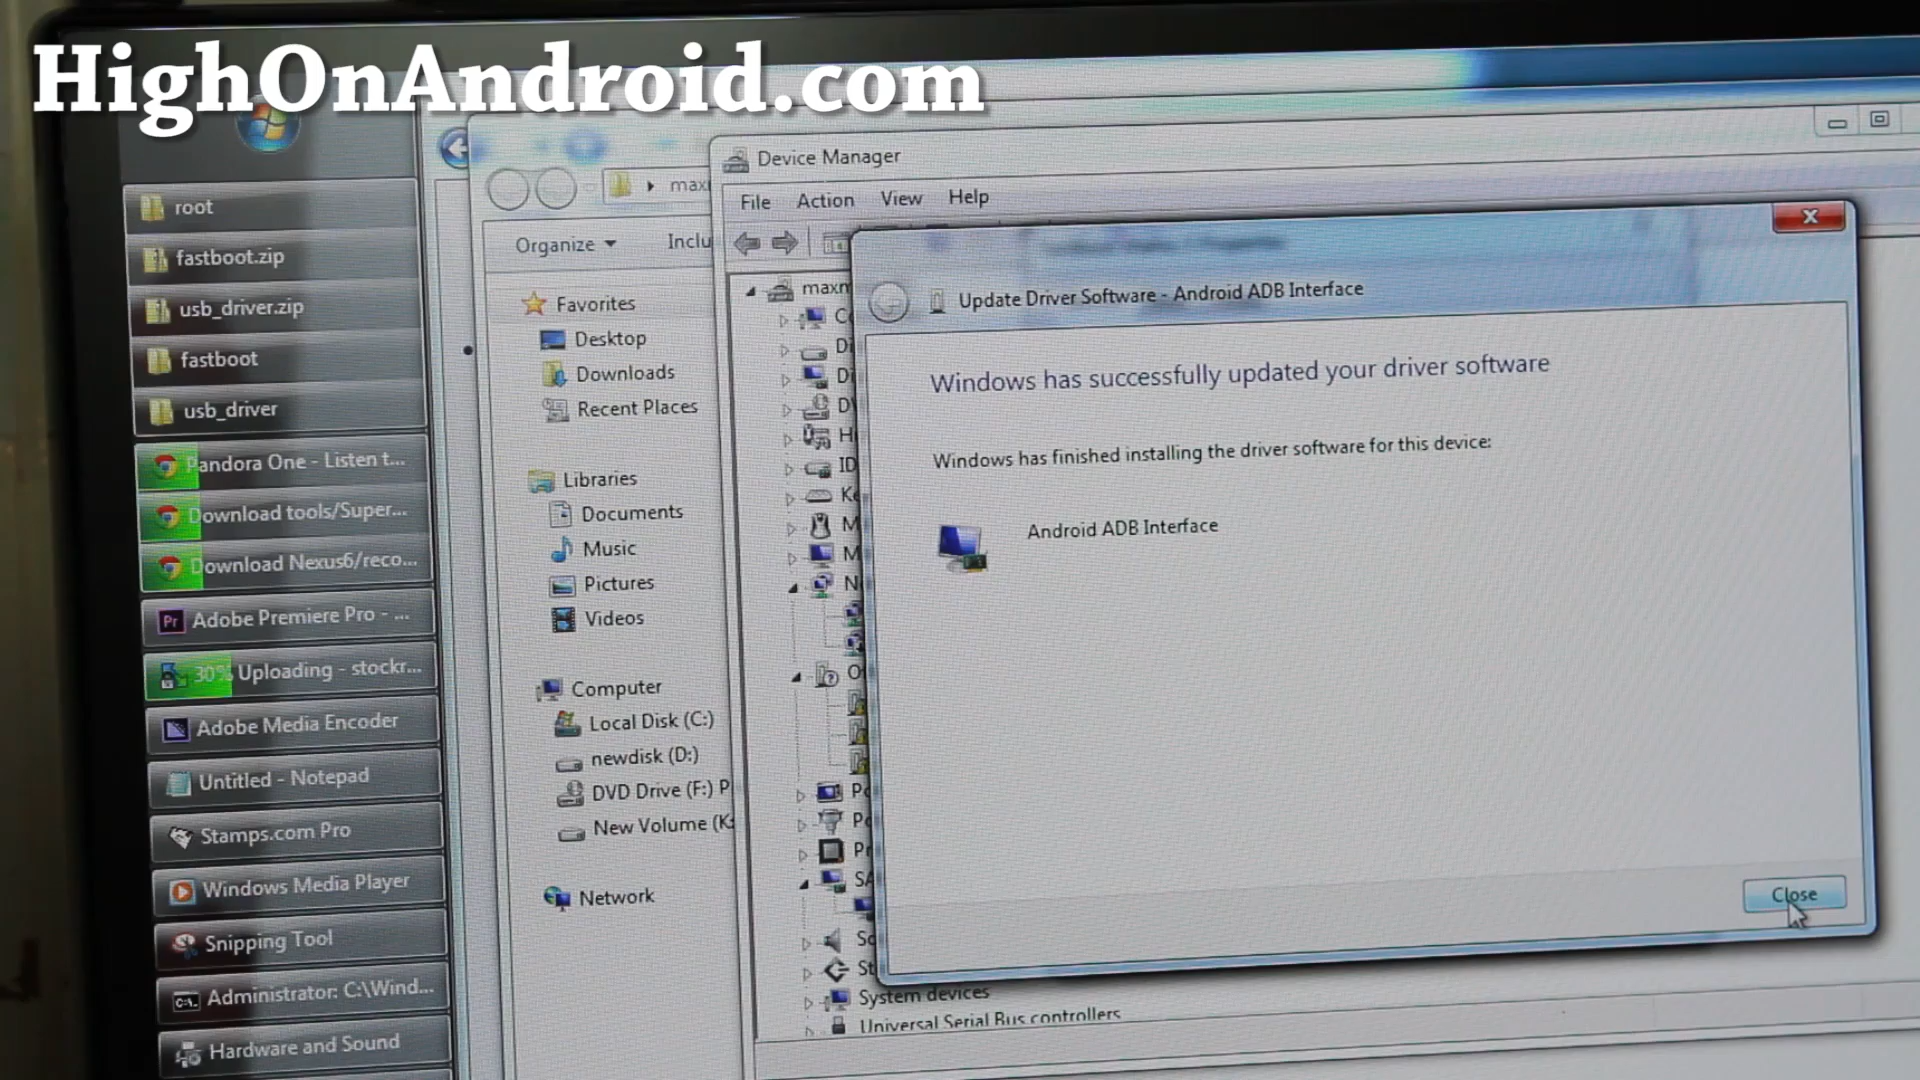 HighOnAndroid.com
root
fastboot.zip
usb_driver.zip
fastboot
usb_driver
Pandora One - Listen t...
Download tools/Super...
Download Nexus6/reco...
Adobe Premiere Pro - ...
30% Uploading - stockr...
Adobe Media Encoder
Untitled - Notepad
Stamps.com Pro
Windows Media Player
Snipping Tool
Administrator: C:\Wind...
Hardware and Sound
Organize
Favorites
Desktop
Downloads
Recent Places
Libraries
Documents
Music
Pictures
Videos
Computer
Local Disk (C:)
newdisk (D:)
DVD Drive (F:) P
New Volume (K:
Network
Device Manager
File Action View Help
System devices
Universal Serial Bus controllers
Update Driver Software - Android ADB Interface
Windows has successfully updated your driver software
Windows has finished installing the driver software for this device:
Android ADB Interface
Close